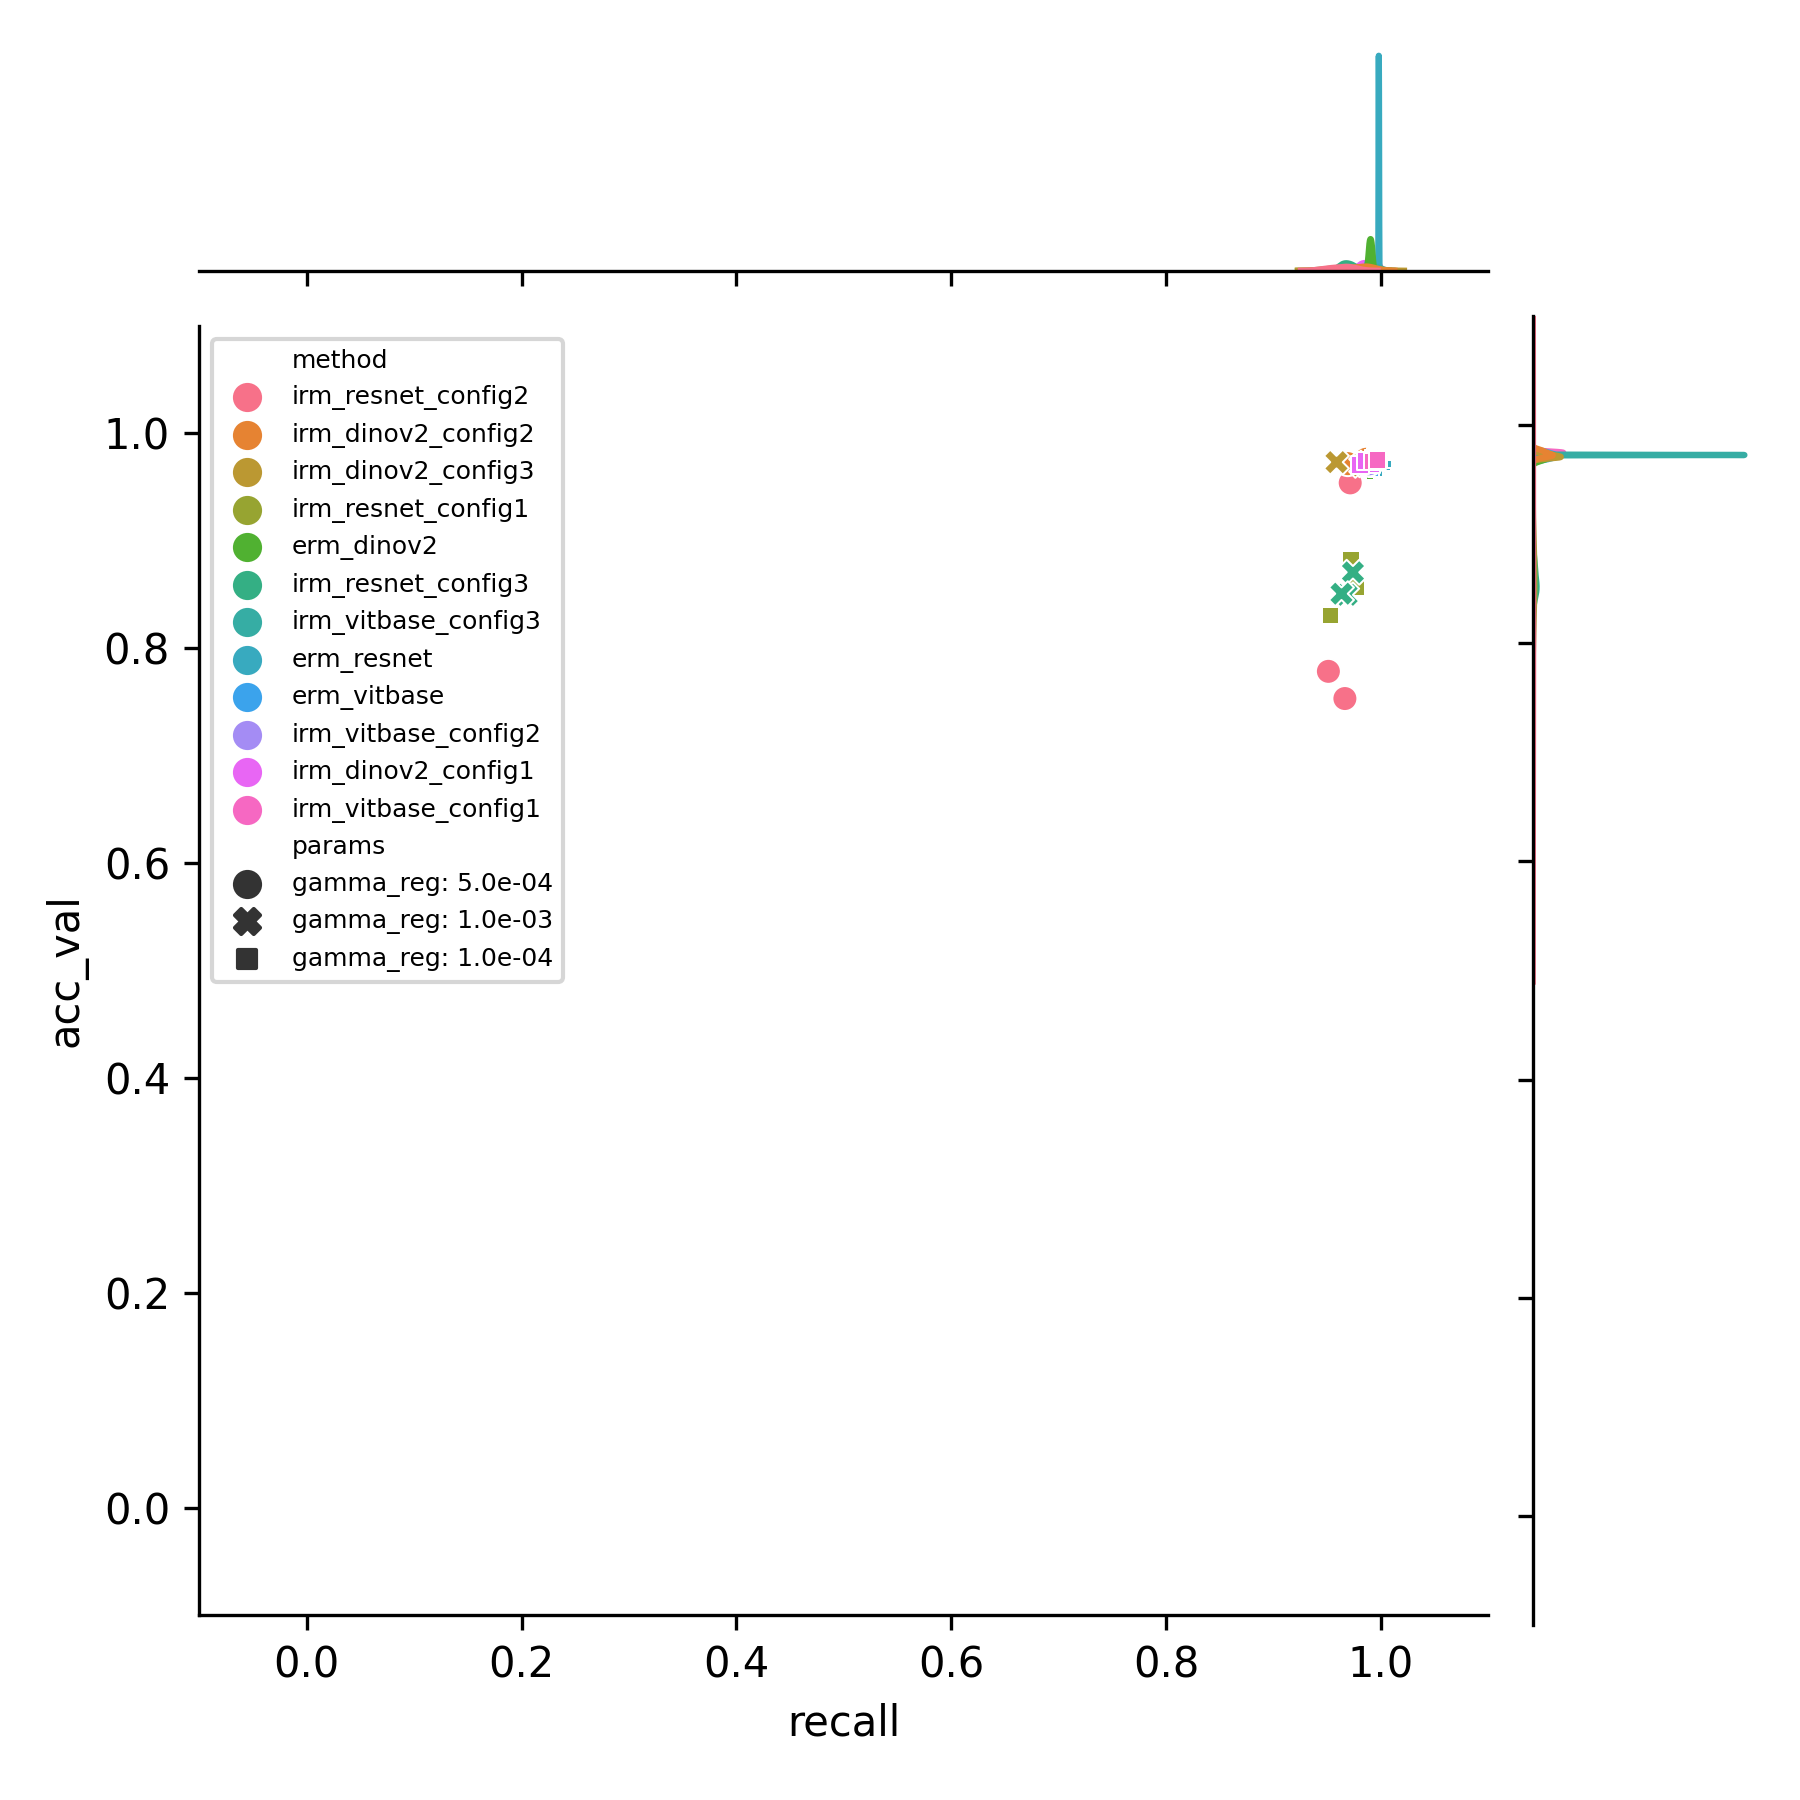 method
irm_resnet_config2
irm_dinov2_config2
irm_dinov2_config3
irm_resnet_config1
erm_dinov2
irm_resnet_config3
irm_vitbase_config3
erm_resnet
erm_vitbase
irm_vitbase_config2
irm_dinov2_config1
irm_vitbase_config1
params
gamma_reg: 5.0e-04
gamma_reg: 1.0e-03
gamma_reg: 1.0e-04
1.0
0.8
0.6
0.4
0.2
0.0
acc_val
0.0 0.2 0.4 0.6 0.8 1.0
recall